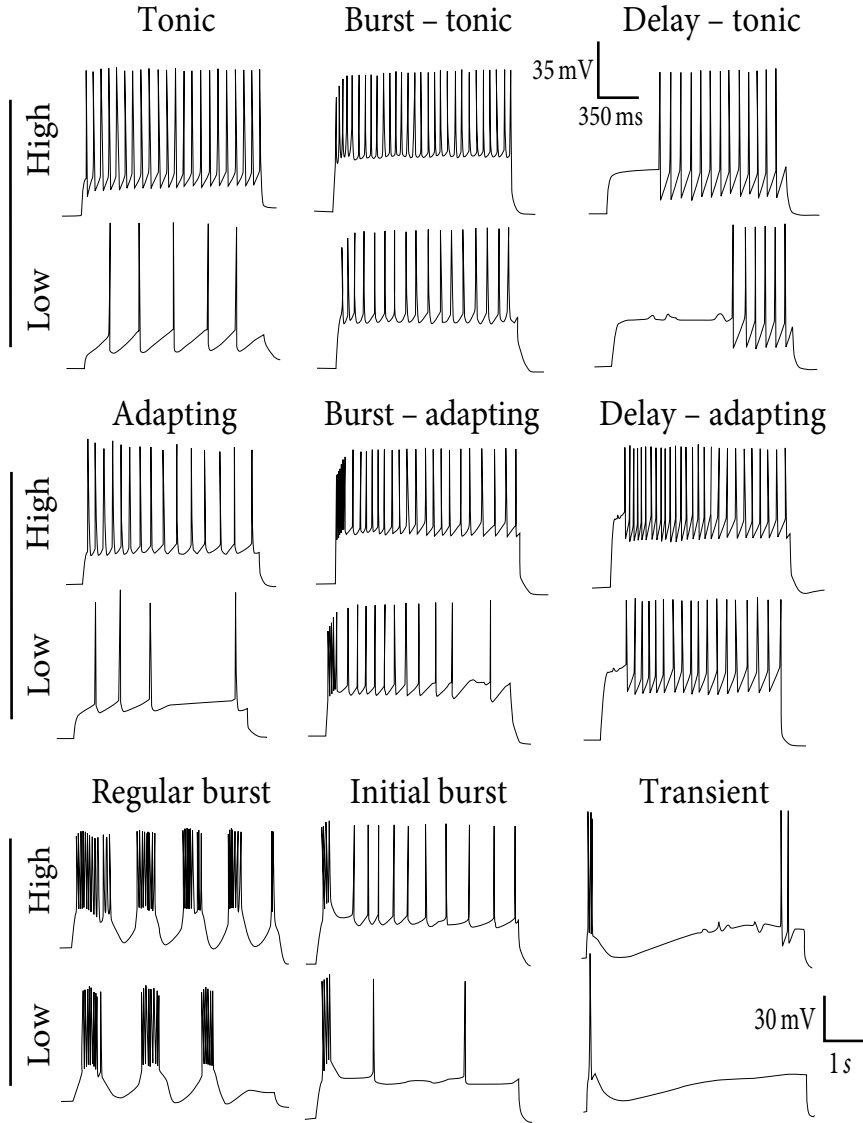 Tonic
Burst – tonic
Delay – tonic
35 mV
350 ms
High
Low
Adapting
Burst – adapting
Delay – adapting
High
Low
Regular burst
Initial burst
Transient
High
Low
30 mV
1 s